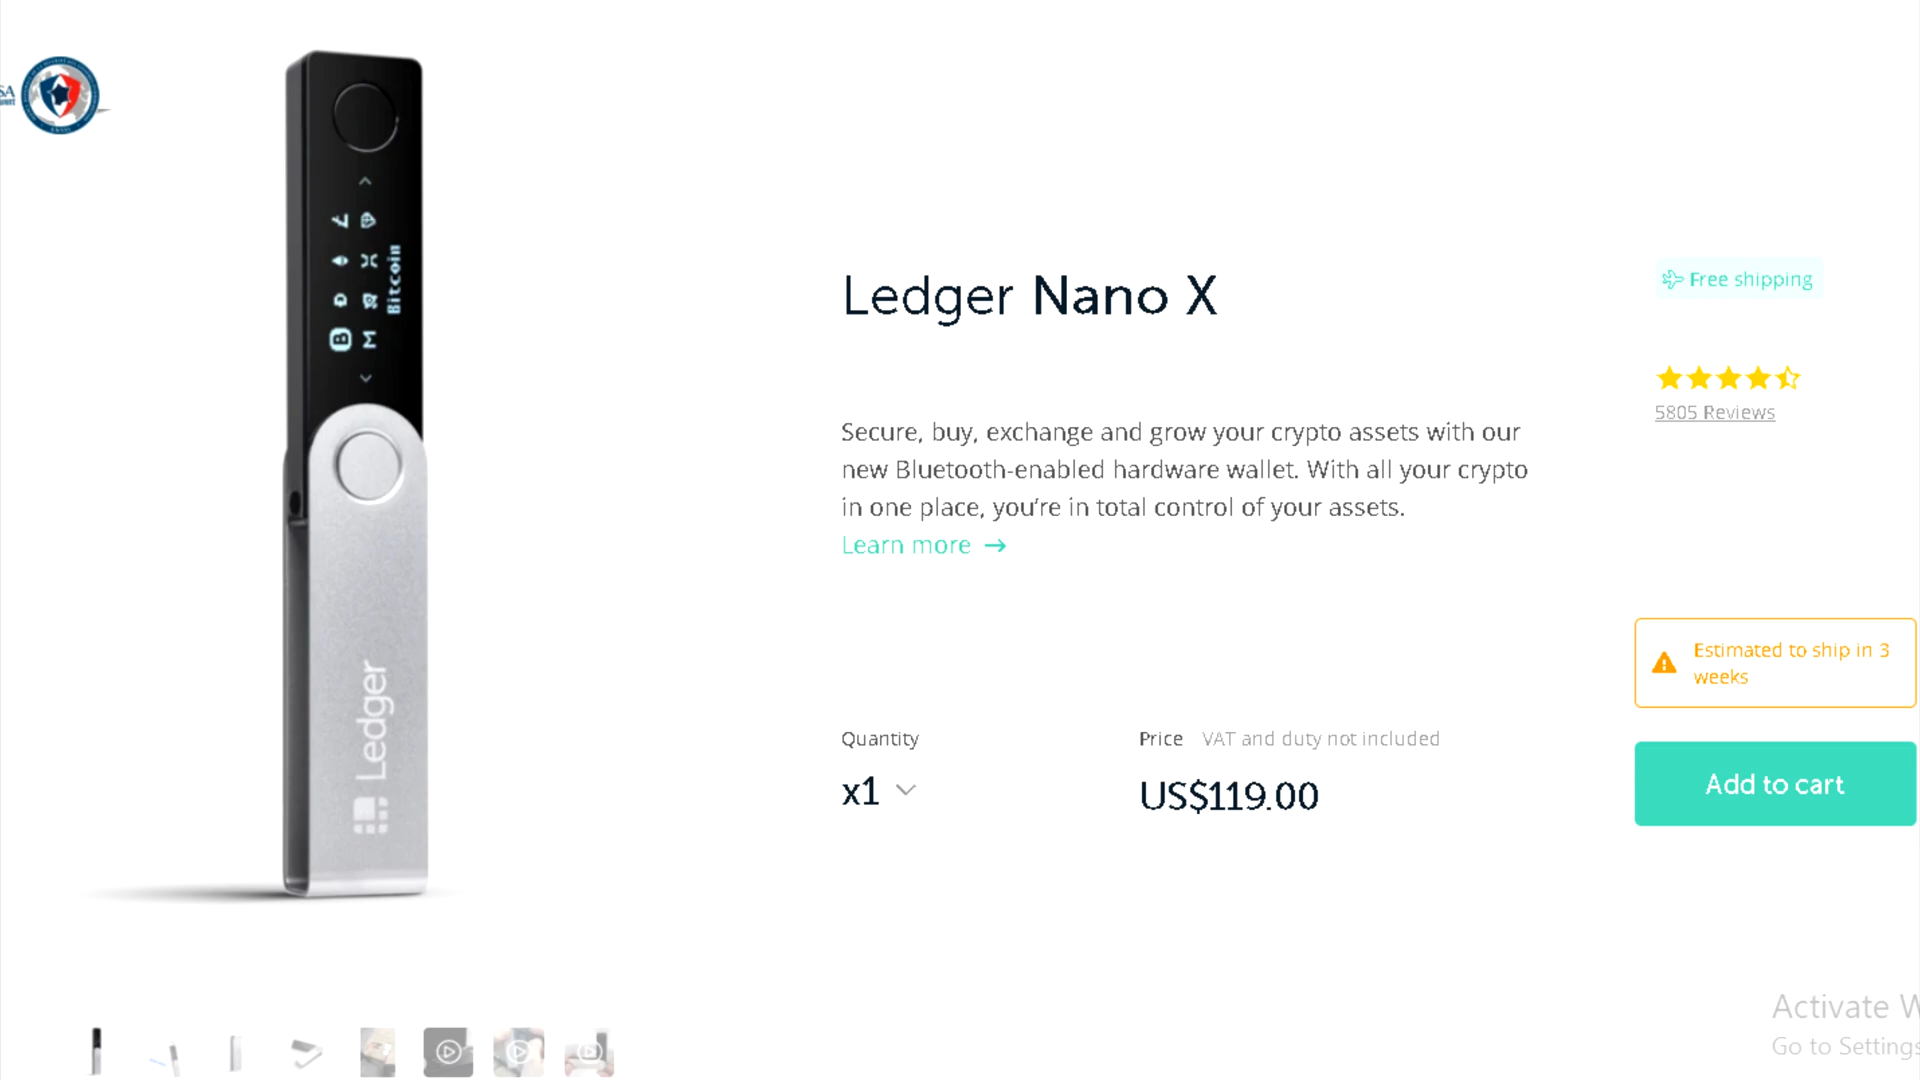 SA
Bitcoin
Ledger
Ledger Nano X
Free shipping
5805 Reviews
Secure, buy, exchange and grow your crypto assets with our
new Bluetooth-enabled hardware wallet. With all your crypto
in one place, you’re in total control of your assets.
Learn more →
Estimated to ship in 3
weeks
Quantity
x1
Price VAT and duty not included
US$119.00
Add to cart
Activate W
Go to Settings